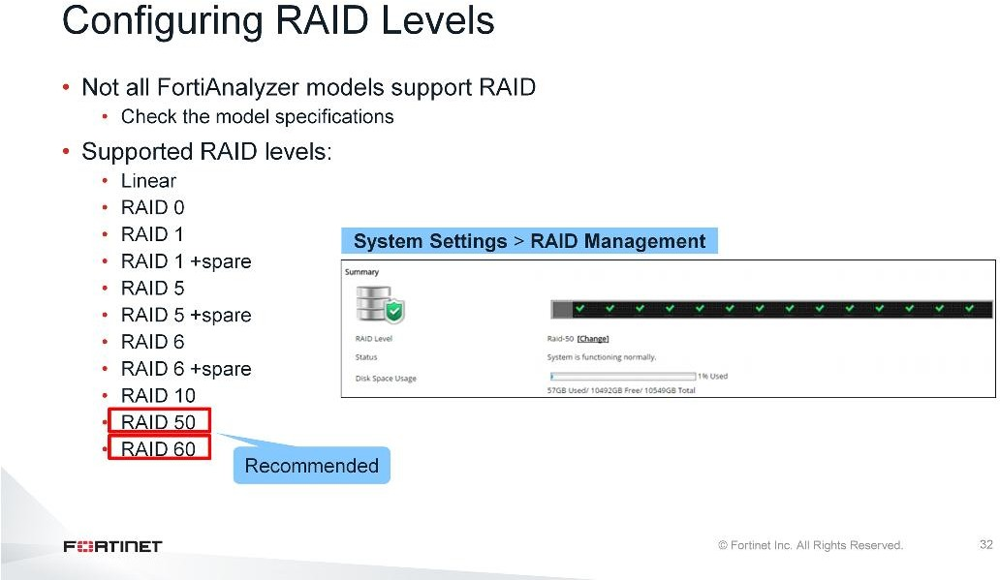 Configuring RAID Levels
• Not all FortiAnalyzer models support RAID
• Check the model specifications
• Supported RAID levels:
• Linear
• RAID 0
• RAID 1
• RAID 1 +spare
• RAID 5
• RAID 5 +spare
• RAID 6
• RAID 6 +spare
• RAID 10
• RAID 50
• RAID 60
Recommended
System Settings > RAID Management
Summary
RAID Level Raid-50 [Change]
Status System is functioning normally.
Disk Space Usage 1% Used
57GB Used/ 10492GB Free/ 10549GB Total
FORTINET
© Fortinet Inc. All Rights Reserved. 32